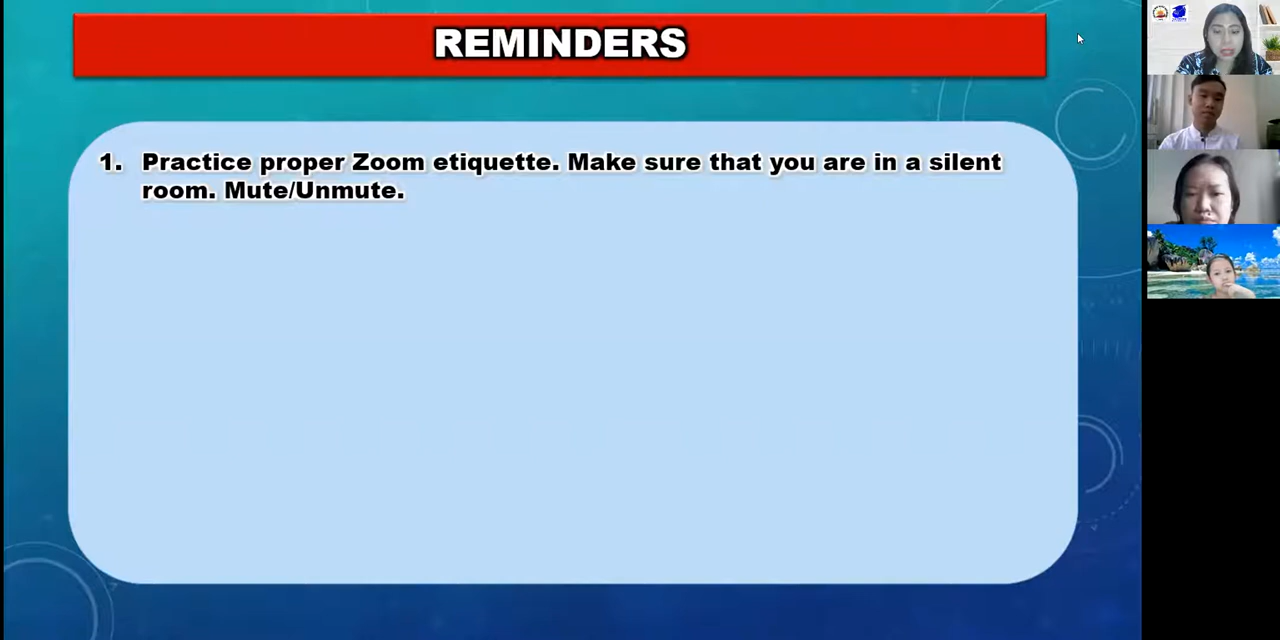 REMINDERS
1. Practice proper Zoom etiquette. Make sure that you are in a silent
room. Mute/Unmute.